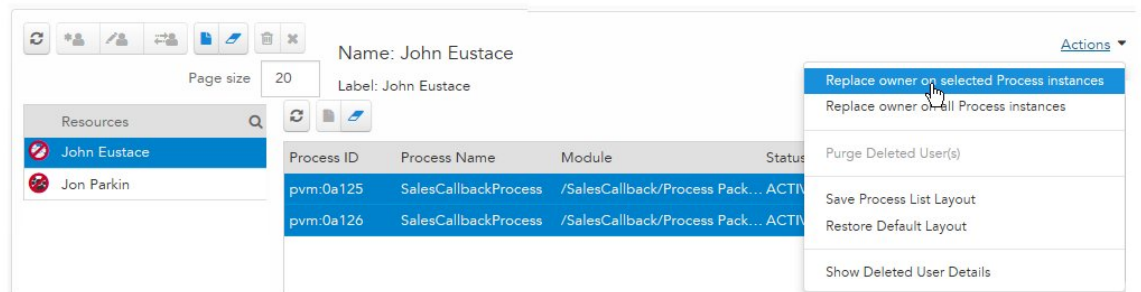 Name: John Eustace
Actions
Page size 20
Label: John Eustace
Replace owner on selected Process instances
Replace owner on all Process instances
Purge Deleted User(s)
Save Process List Layout
Restore Default Layout
Show Deleted User Details
Resources
John Eustace
Jon Parkin
Process ID Process Name Module Status
pvm:0a125 SalesCallbackProcess /SalesCallback/Process Pack... ACTIV
pvm:0a126 SalesCallbackProcess /SalesCallback/Process Pack... ACTIV